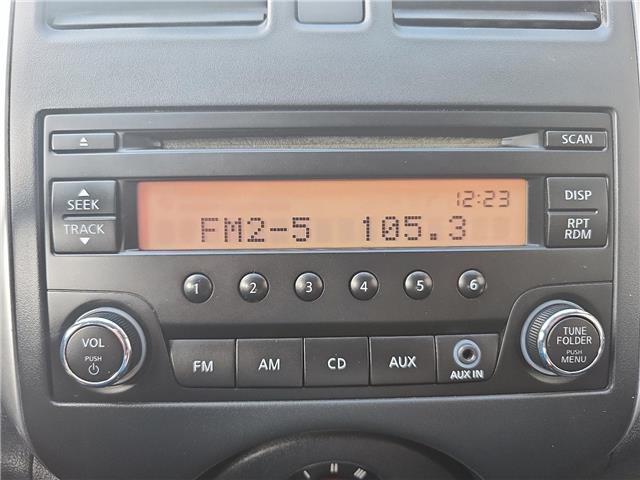 SCAN
SEEK
TRACK
12:23
FM2-5 105.3
DISP
RPT
RDM
1 2 3 4 5 6
VOL
PUSH
FM AM CD AUX
AUX IN
TUNE
FOLDER
PUSH
MENU